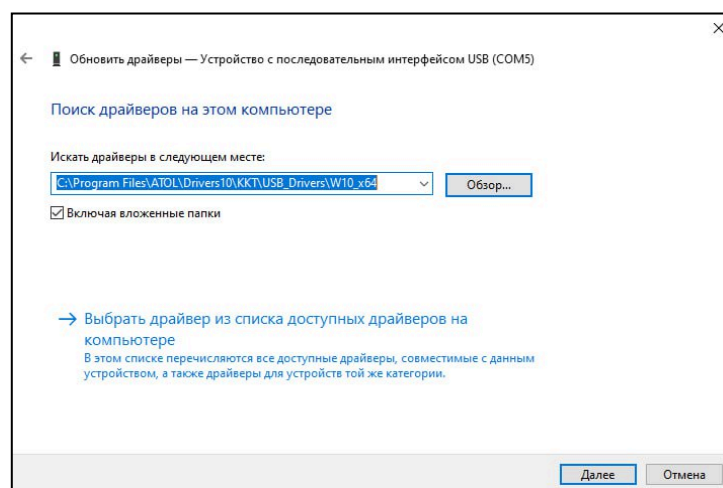 Обновить драйверы — Устройство с последовательным интерфейсом USB (COM5)
Поиск драйверов на этом компьютере
Искать драйверы в следующем месте:
C:\Program Files\ATOL\Drivers10\KKT\USB_Drivers\W10_x64
Обзор...
Включая вложенные папки
Выбрать драйвер из списка доступных драйверов на
компьютере
В этом списке перечисляются все доступные драйверы, совместимые с данным
устройством, а также драйверы для устройств той же категории.
Далее
Отмена